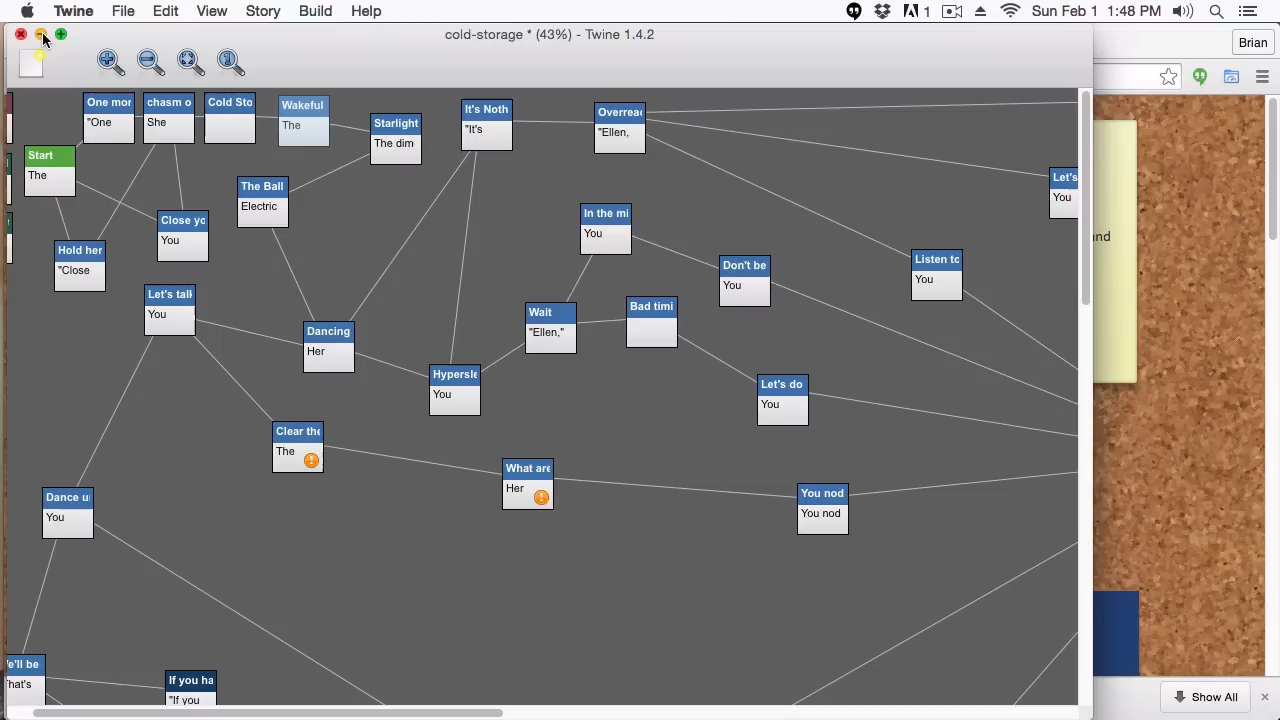 Twine File Edit View Story Build Help
1 Sun Feb 1 1:48 PM
cold-storage * (43%) - Twine 1.4.2
Brian
One mor
"One
chasm o
She
Cold Sto
Wakeful
The
Starlight
The dim
It's Noth
"It's
Overreac
"Ellen,
Start
The
Let's
You
The Ball
Electric
Close yo
You
In the mi
You
and
Hold her
"Close
Don't be
You
Listen to
You
Let's talk
You
Wait
"Ellen,"
Bad timi
Dancing
Her
Hypersle
You
Let's do
You
Clear the
The
What are
Her
You nod
You nod
Dance u
You
e'll be
That's
If you ha
"If you
Show All